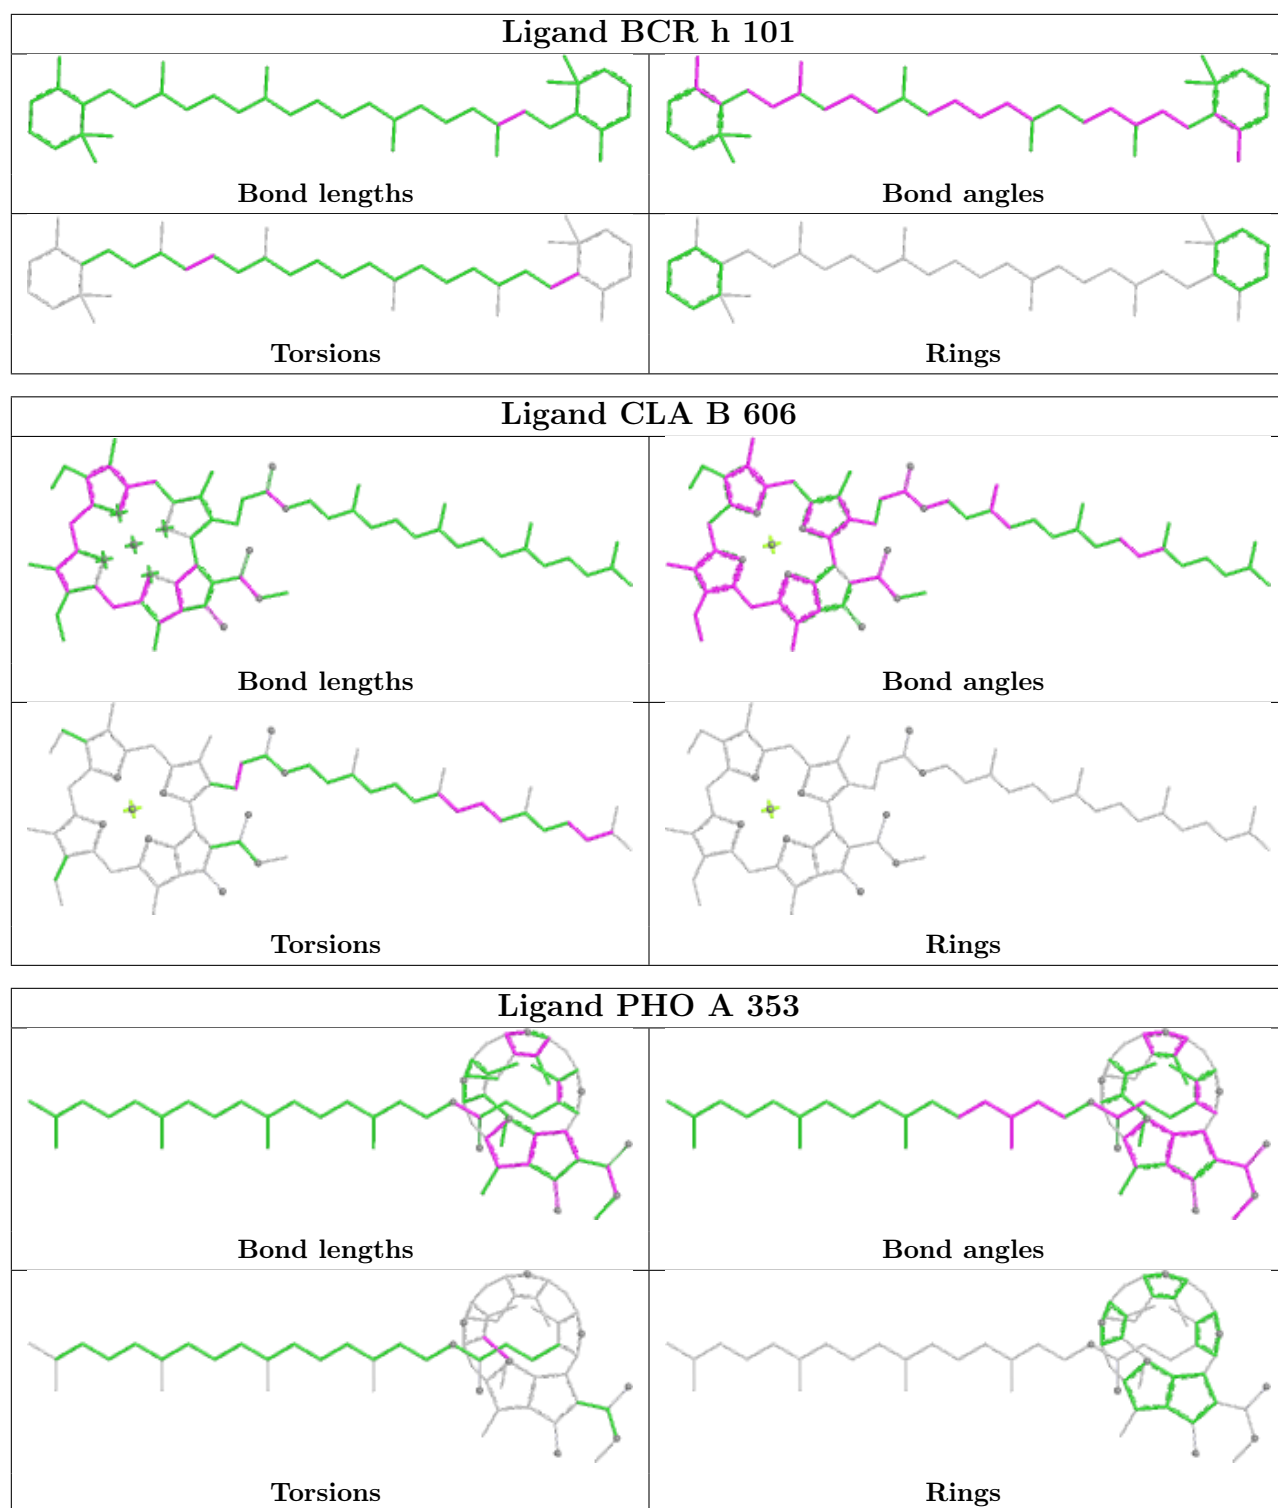 Ligand BCR h 101
Bond lengths
Bond angles
Torsions
Rings
Ligand CLA B 606
Bond lengths
Bond angles
Torsions
Rings
Ligand PHO A 353
Bond lengths
Bond angles
Torsions
Rings